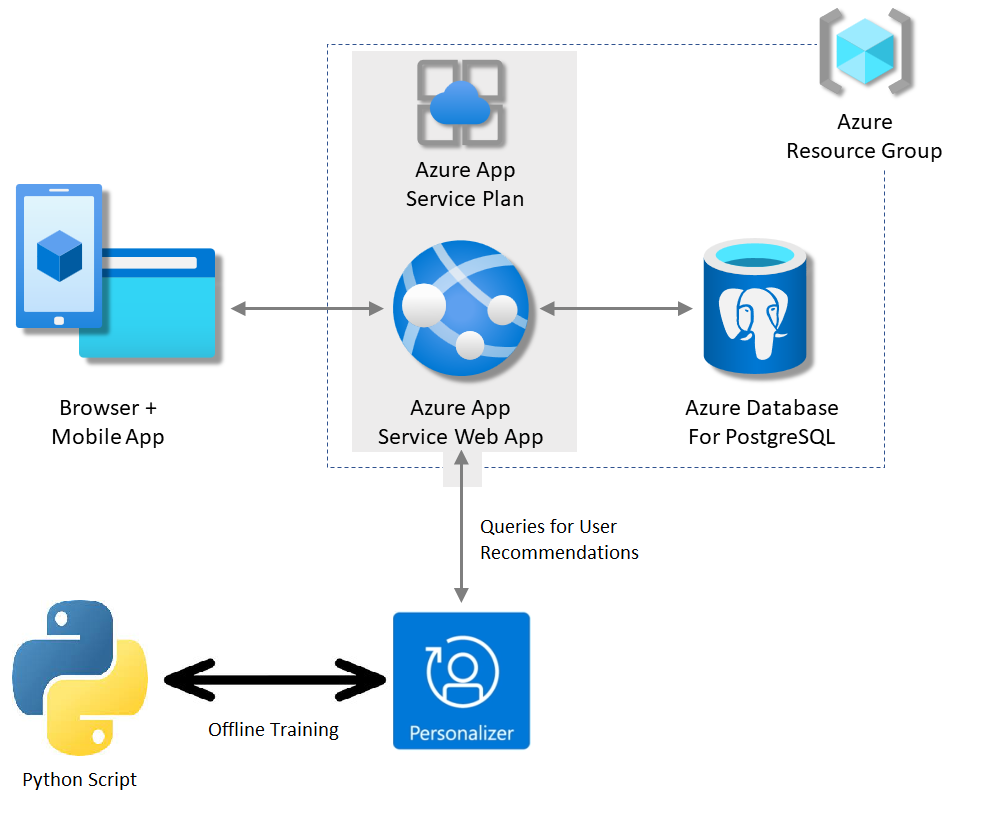 Azure
Resource Group
Azure App
Service Plan
Browser +
Mobile App
Azure App
Service Web App
Azure Database
For PostgreSQL
Queries for User
Recommendations
Offline Training
Personalizer
Python Script